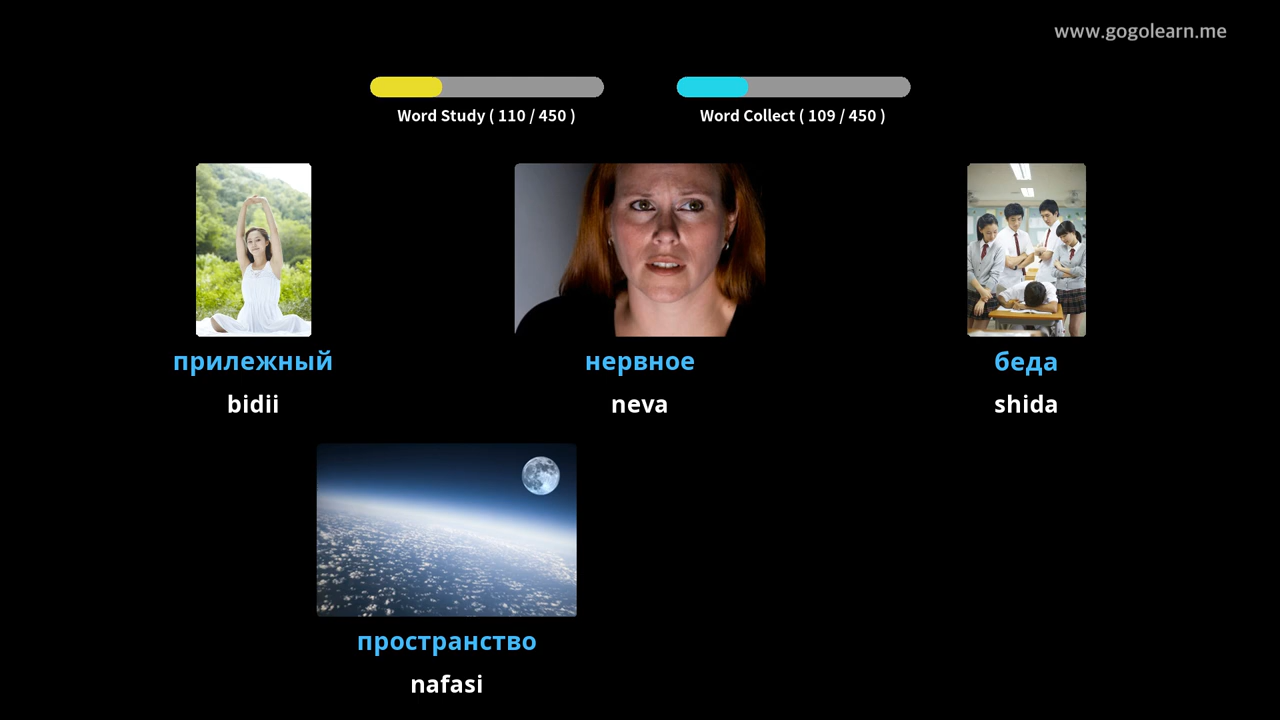 www.gogolearn.me
Word Study ( 110 / 450 )
Word Collect ( 109 / 450 )
прилежный
bidii
нервное
neva
беда
shida
пространство
nafasi